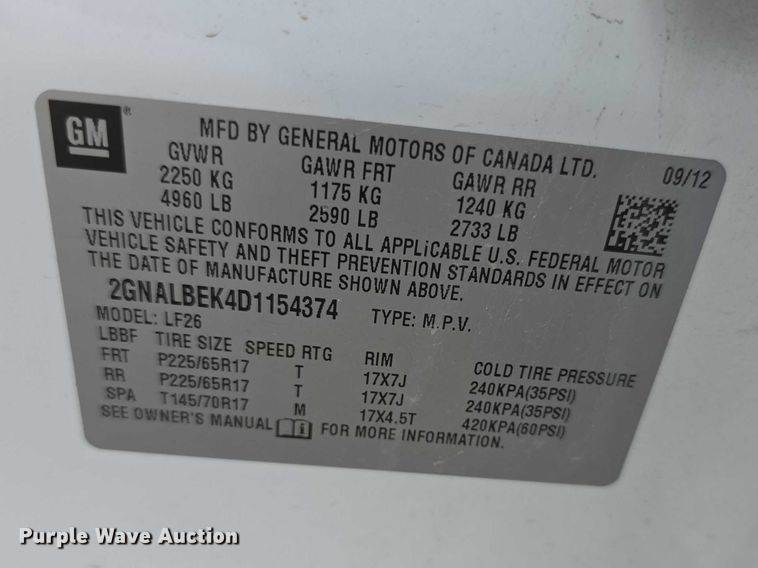 GM ®
MFD BY GENERAL MOTORS OF CANADA LTD. 09/12
GVWR GAWR FRT GAWR RR
2250 KG 1175 KG 1240 KG
4960 LB 2590 LB 2733 LB
THIS VEHICLE CONFORMS TO ALL APPLiCABLE U.S. FEDERAL MOTOR
VEHICLE SAFETY AND THEFT PREVENTION STANDARDS IN EFFECT ON
THE DATE OF MANUFACTURE SHOWN ABOVE.
2GNALBEK4D1154374 TYPE: M.P.V.
MODEL: LF26
LBBF TIRE SIZE SPEED RTG RIM COLD TIRE PRESSURE
FRT P225/65R17 T 17X7J 240KPA(35PSI)
RR P225/65R17 T 17X7J 240KPA(35PSI)
SPA T145/70R17 M 17X4.5T 420KPA(60PSI)
SEE OWNER'S MANUAL i FOR MORE INFORMATION.
Purple Wave Auction